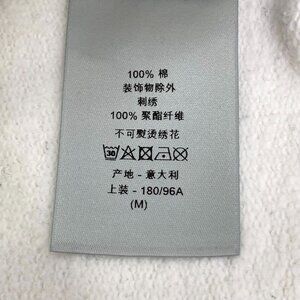 100% 棉
装饰物除外
刺绣
100% 聚酯纤维
不可熨烫绣花
30
产地 - 意大利
上装 - 180/96A
(M)